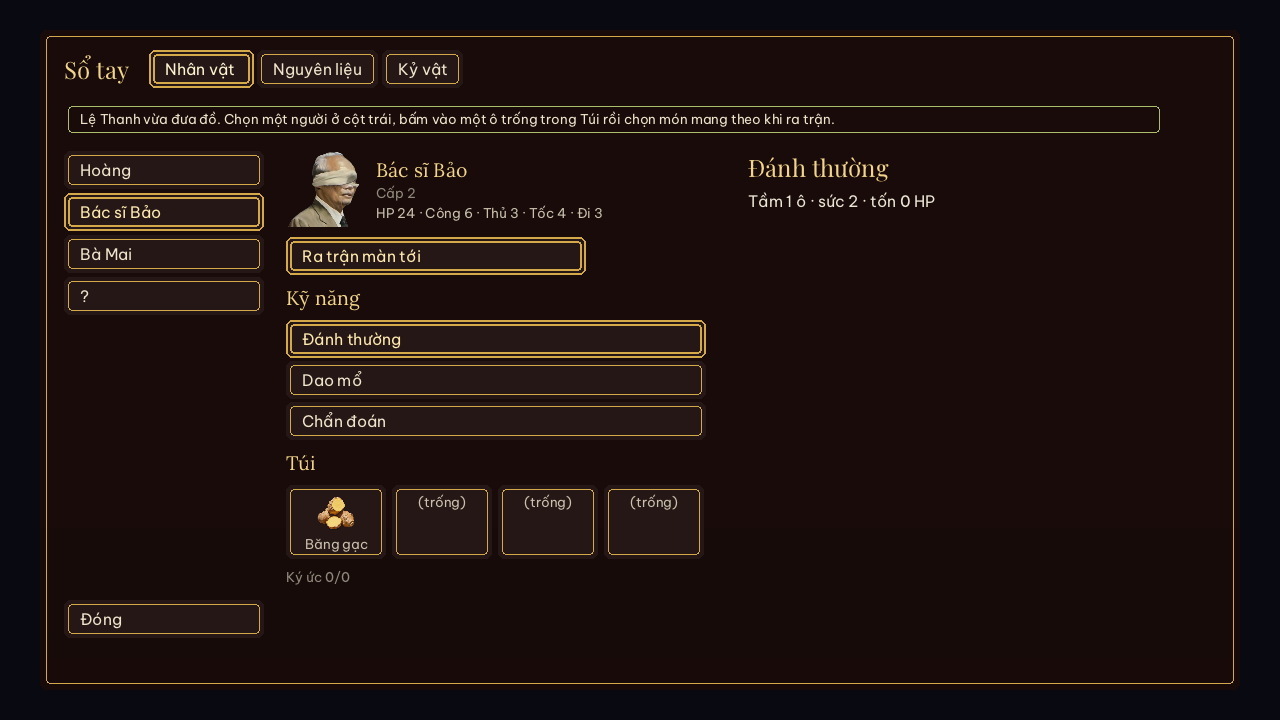 Sổ tay
Nhân vật
Nguyên liệu
Kỷ vật
Lệ Thanh vừa đưa đồ. Chọn một người ở cột trái, bấm vào một ô trống trong Túi rồi chọn món mang theo khi ra trận.
Hoàng
Bác sĩ Bảo
Bà Mai
?
Đóng
Bác sĩ Bảo
Cấp 2
HP 24 · Công 6 · Thủ 3 · Tốc 4 · Đi 3
Ra trận màn tới
Kỹ năng
Đánh thường
Dao mổ
Chẩn đoán
Túi
Băng gạc
(trống)
(trống)
(trống)
Ký ức 0/0
Đánh thường
Tầm 1 ô · sức 2 · tốn 0 HP